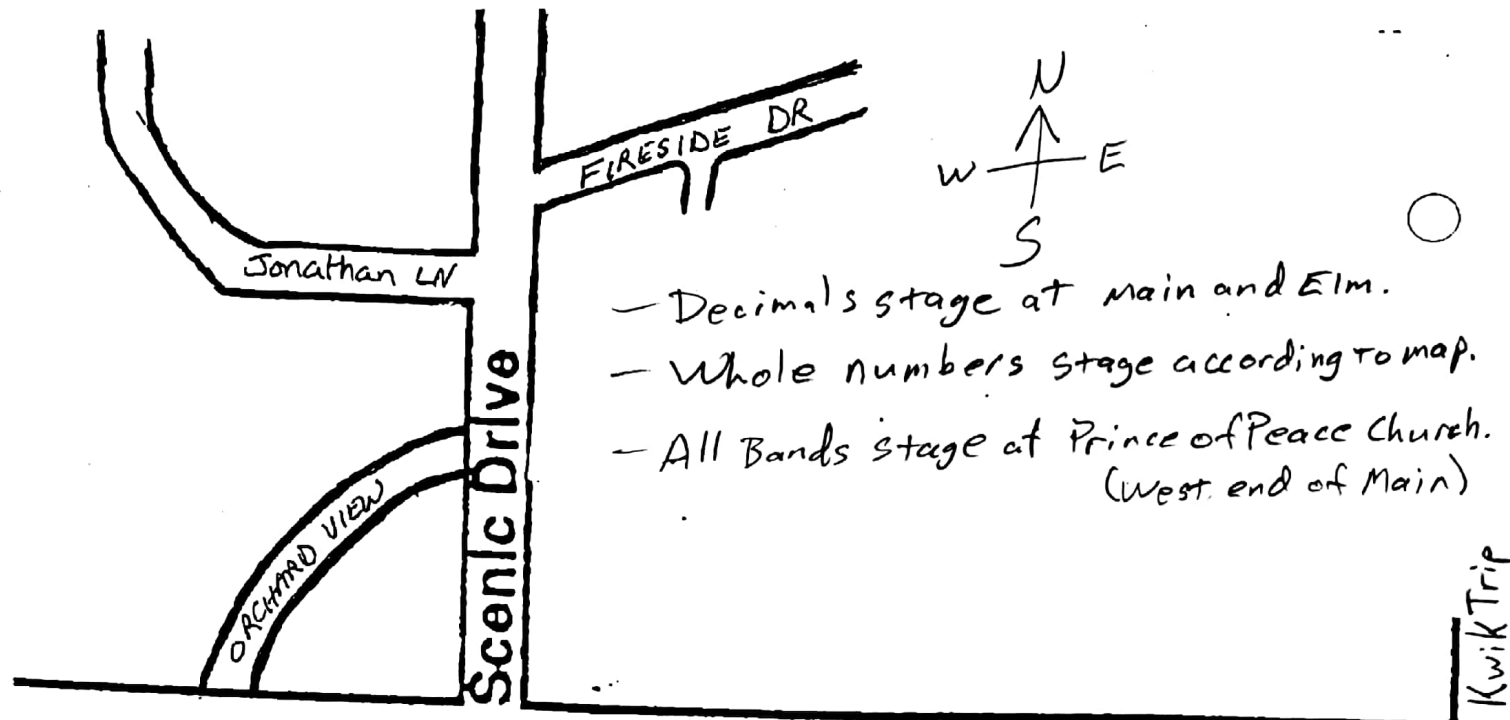 N
FIRESIDE DR
W E
S
Jonathan LN
- Decimals stage at Main and Elm.
- Whole numbers stage according to map.
- All Bands stage at Prince of Peace Church.
(West end of Main)
Scenic Drive
ORCHARD VIEW
Kwik Trip